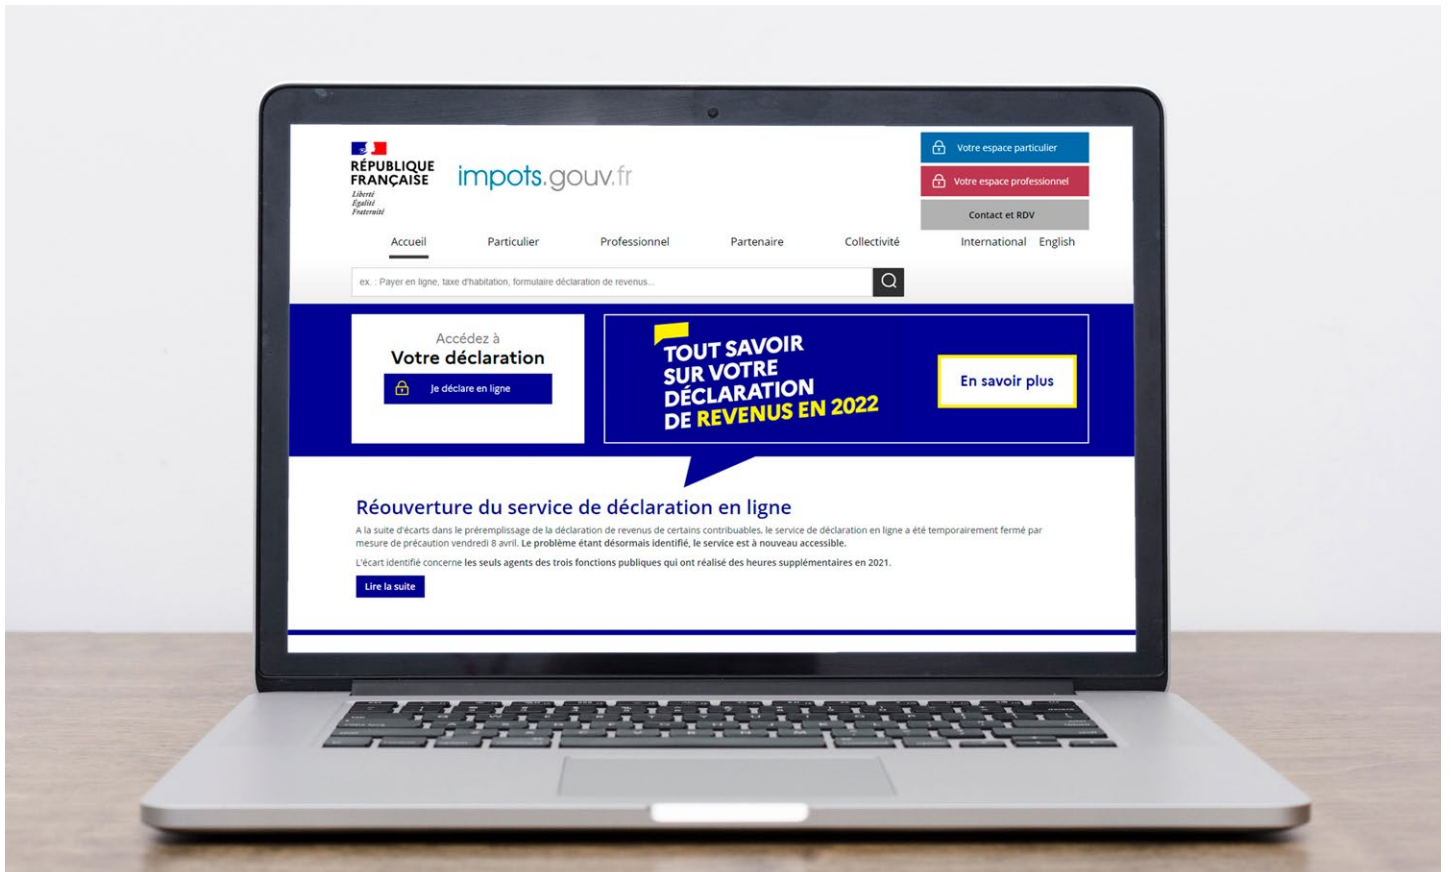 RÉPUBLIQUE
FRANÇAISE
Liberté
Égalité
Fraternité
impots.gouv.fr
Votre espace particulier
Votre espace professionnel
Contact et RDV
Accueil Particulier Professionnel Partenaire Collectivité International English
ex. : Payer en ligne, taxe d'habitation, formulaire déclaration de revenus...
Accédez à
Votre déclaration
Je déclare en ligne
TOUT SAVOIR
SUR VOTRE
DÉCLARATION
DE REVENUS EN 2022
En savoir plus
Réouverture du service de déclaration en ligne
A la suite d'écarts dans le préremplissage de la déclaration de revenus de certains contribuables, le service de déclaration en ligne a été temporairement fermé par
mesure de précaution vendredi 8 avril. Le problème étant désormais identifié, le service est à nouveau accessible.
L'écart identifié concerne les seuls agents des trois fonctions publiques qui ont réalisé des heures supplémentaires en 2021.
Lire la suite